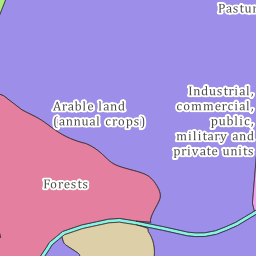 Pastur
Arable land
(annual crops)
Industrial,
commercial,
public,
military and
private units
Forests